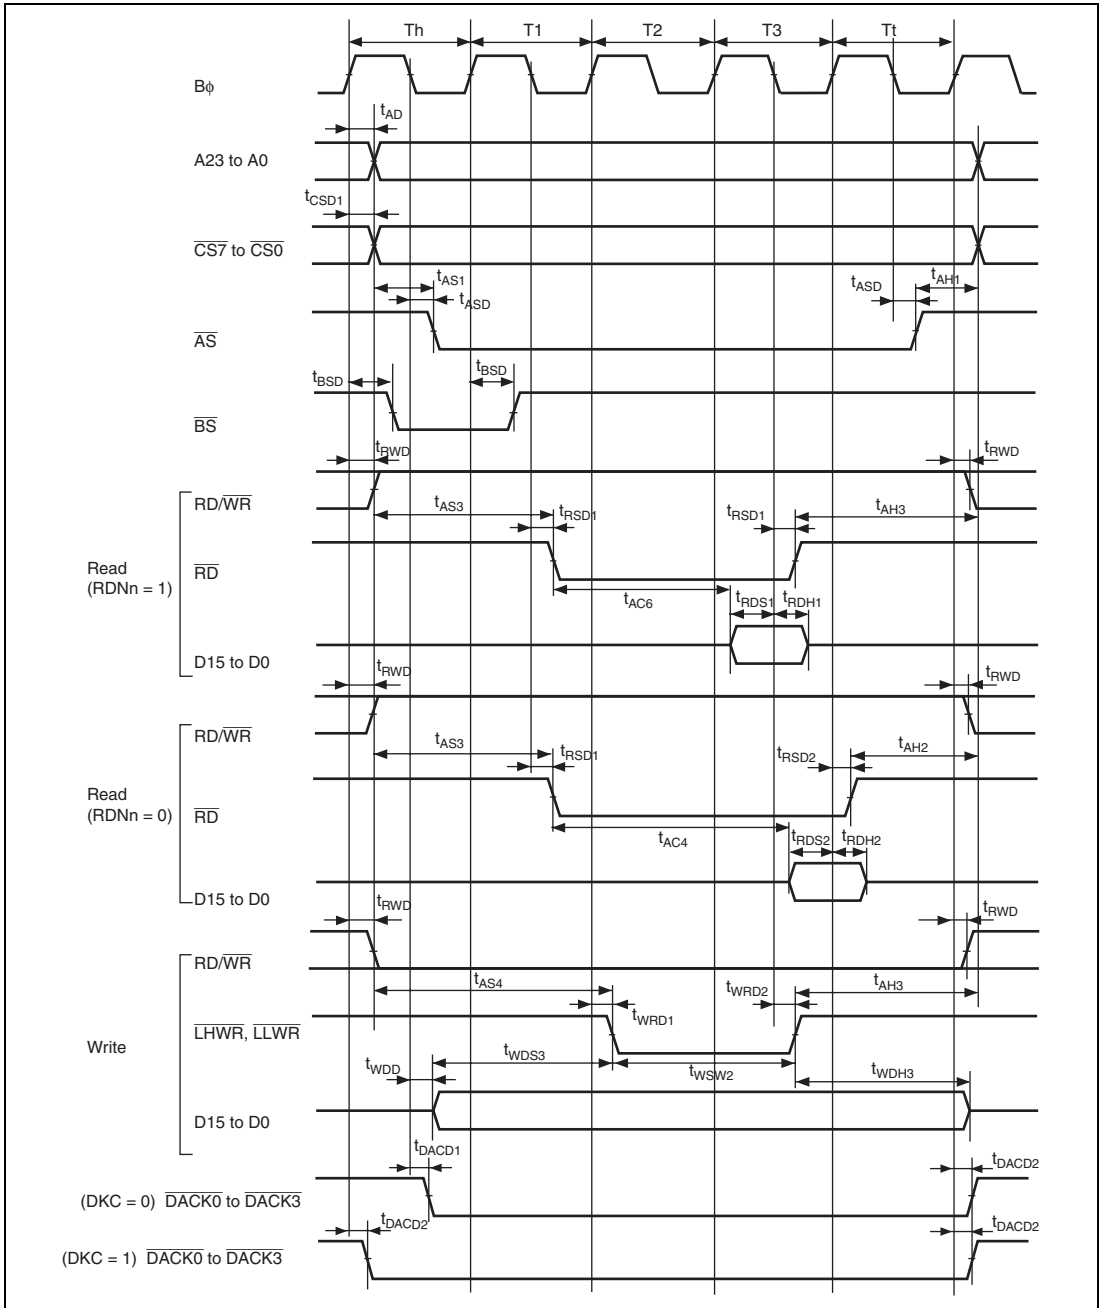 Th T1 T2 T3 Tt
Bϕ
tAD
A23 to A0
tCSD1
CS7 to CS0
tAS1
tASD
tASD
tAH1
AS
tBSD
tBSD
BS
tRWD
tRWD
RD/WR
tAS3
tRSD1
tRSD1
tAH3
Read
(RDNn = 1)
RD
tAC6
tRDS1
tRDH1
D15 to D0
tRWD
tRWD
RD/WR
tAS3
tRSD1
tRSD2
tAH2
Read
(RDNn = 0)
RD
tAC4
tRDS2
tRDH2
D15 to D0
tRWD
tRWD
RD/WR
tAS4
tWRD2
tAH3
tWRD1
LHWR, LLWR
Write
tWDD
tWDS3
tWSW2
tWDH3
D15 to D0
tDACD1
tDACD2
(DKC = 0) DACK0 to DACK3
tDACD2
tDACD2
(DKC = 1) DACK0 to DACK3